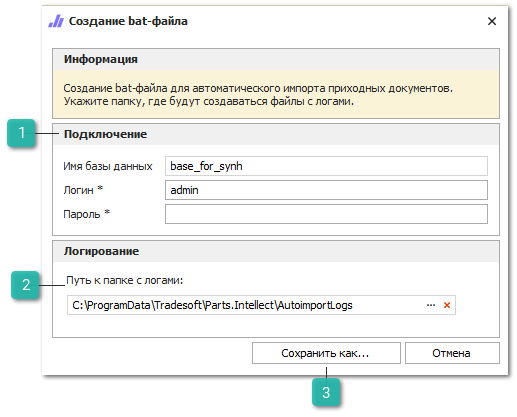 Создание bat-файла
Информация
Создание bat-файла для автоматического импорта приходных документов.
Укажите папку, где будут создаваться файлы с логами.
1
Подключение
Имя базы данных base_for_synh
Логин * admin
Пароль *
Логирование
2
Путь к папке с логами:
C:\ProgramData\Tradesoft\Parts.Intellect\AutoimportLogs ...
Сохранить как... Отмена
3